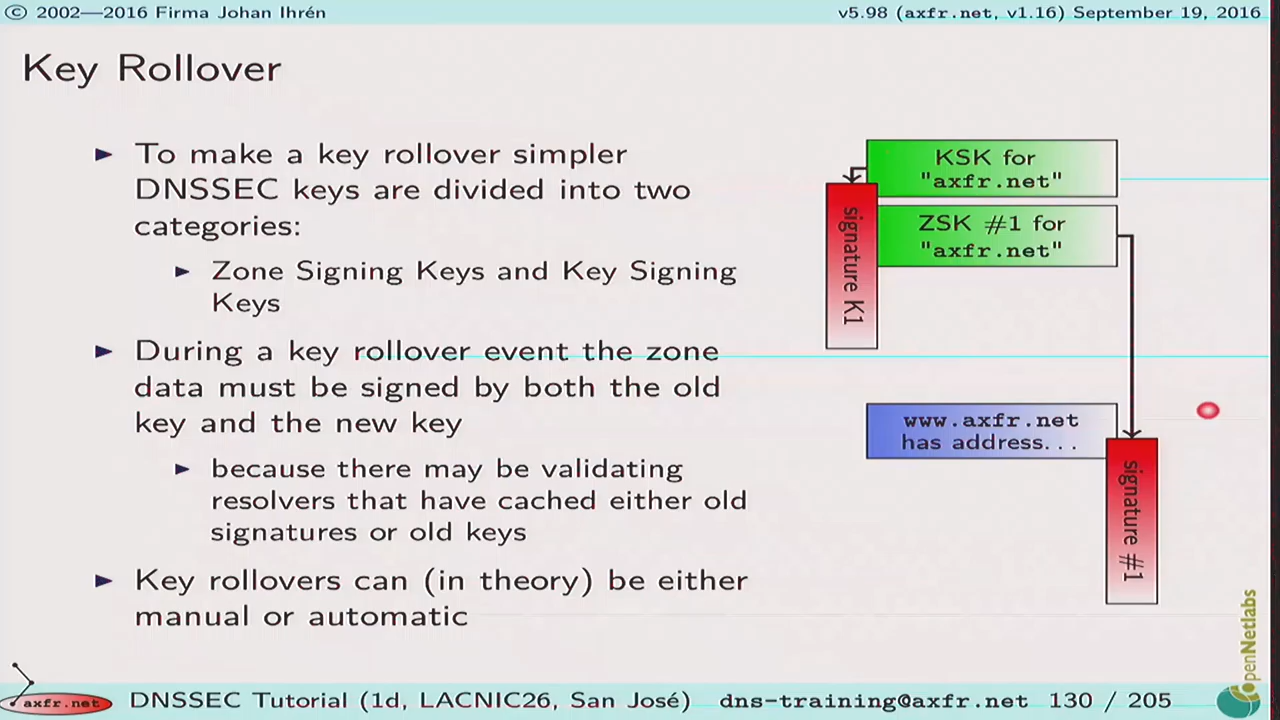 © 2002—2016 Firma Johan Ihrén
v5.98 (axfr.net, v1.16) September 19, 2016
Key Rollover
► To make a key rollover simpler
DNSSEC keys are divided into two
categories:
► Zone Signing Keys and Key Signing
Keys
► During a key rollover event the zone
data must be signed by both the old
key and the new key
► because there may be validating
resolvers that have cached either old
signatures or old keys
► Key rollovers can (in theory) be either
manual or automatic
KSK for
"axfr.net"
ZSK #1 for
"axfr.net"
signature K1
www.axfr.net
has address...
signature #1
OpenNetlabs
axfr.net
DNSSEC Tutorial (1d, LACNIC26, San José)
dns-training@axfr.net
130 / 205